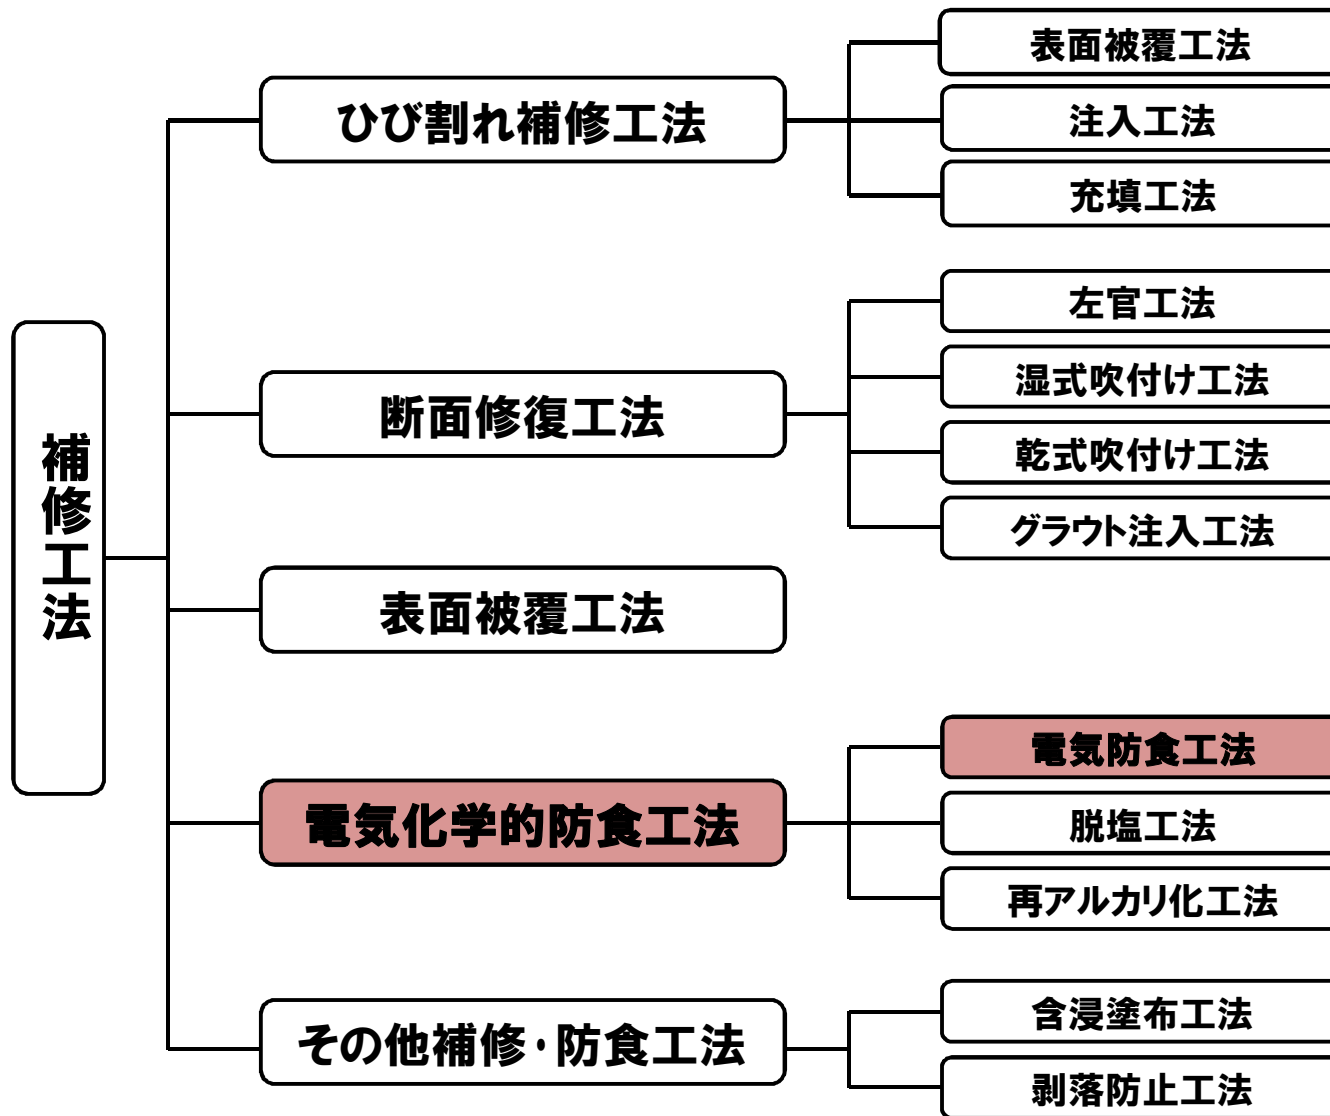 補修工法
ひび割れ補修工法
表面被覆工法
注入工法
充填工法
断面修復工法
左官工法
湿式吹付け工法
乾式吹付け工法
グラウト注入工法
表面被覆工法
電気化学的防食工法
電気防食工法
脱塩工法
再アルカリ化工法
その他補修・防食工法
含浸塗布工法
剥落防止工法